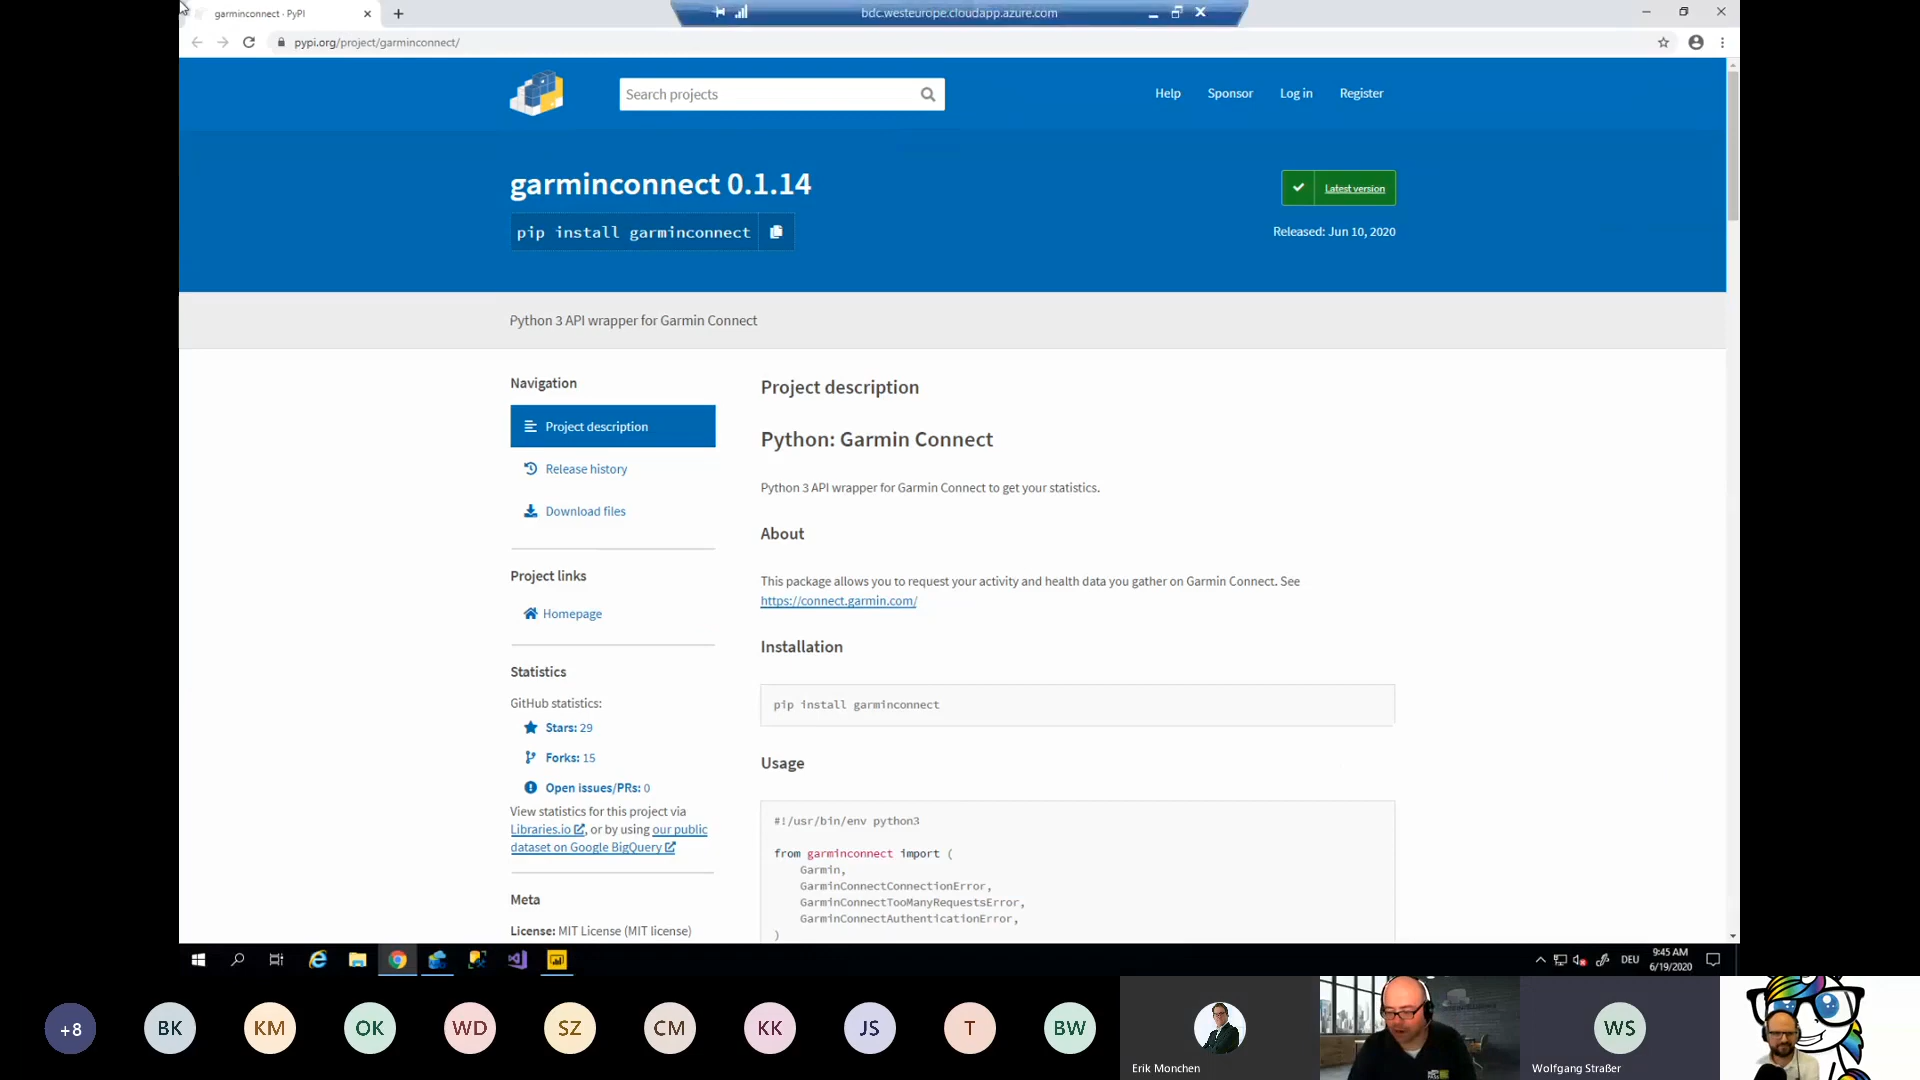 garminconnect · PyPI
bdc.westeurope.cloudapp.azure.com
pypi.org/project/garminconnect/
Search projects
Help
Sponsor
Log in
Register
garminconnect 0.1.14
pip install garminconnect
Latest version
Released: Jun 10, 2020
Python 3 API wrapper for Garmin Connect
Navigation
Project description
Release history
Download files
Project links
Homepage
Statistics
GitHub statistics:
Stars: 29
Forks: 15
Open issues/PRs: 0
View statistics for this project via
Libraries.io, or by using our public
dataset on Google BigQuery
Meta
License: MIT License (MIT license)
Project description
Python: Garmin Connect
Python 3 API wrapper for Garmin Connect to get your statistics.
About
This package allows you to request your activity and health data you gather on Garmin Connect. See
https://connect.garmin.com/
Installation
pip install garminconnect
Usage
#!/usr/bin/env python3
from garminconnect import (
Garmin,
GarminConnectConnectionError,
GarminConnectTooManyRequestsError,
GarminConnectAuthenticationError,
)
DEU
9:45 AM
6/19/2020
+8
BK
KM
OK
WD
SZ
CM
KK
JS
T
BW
Erik Monchen
WS
Wolfgang Straßer